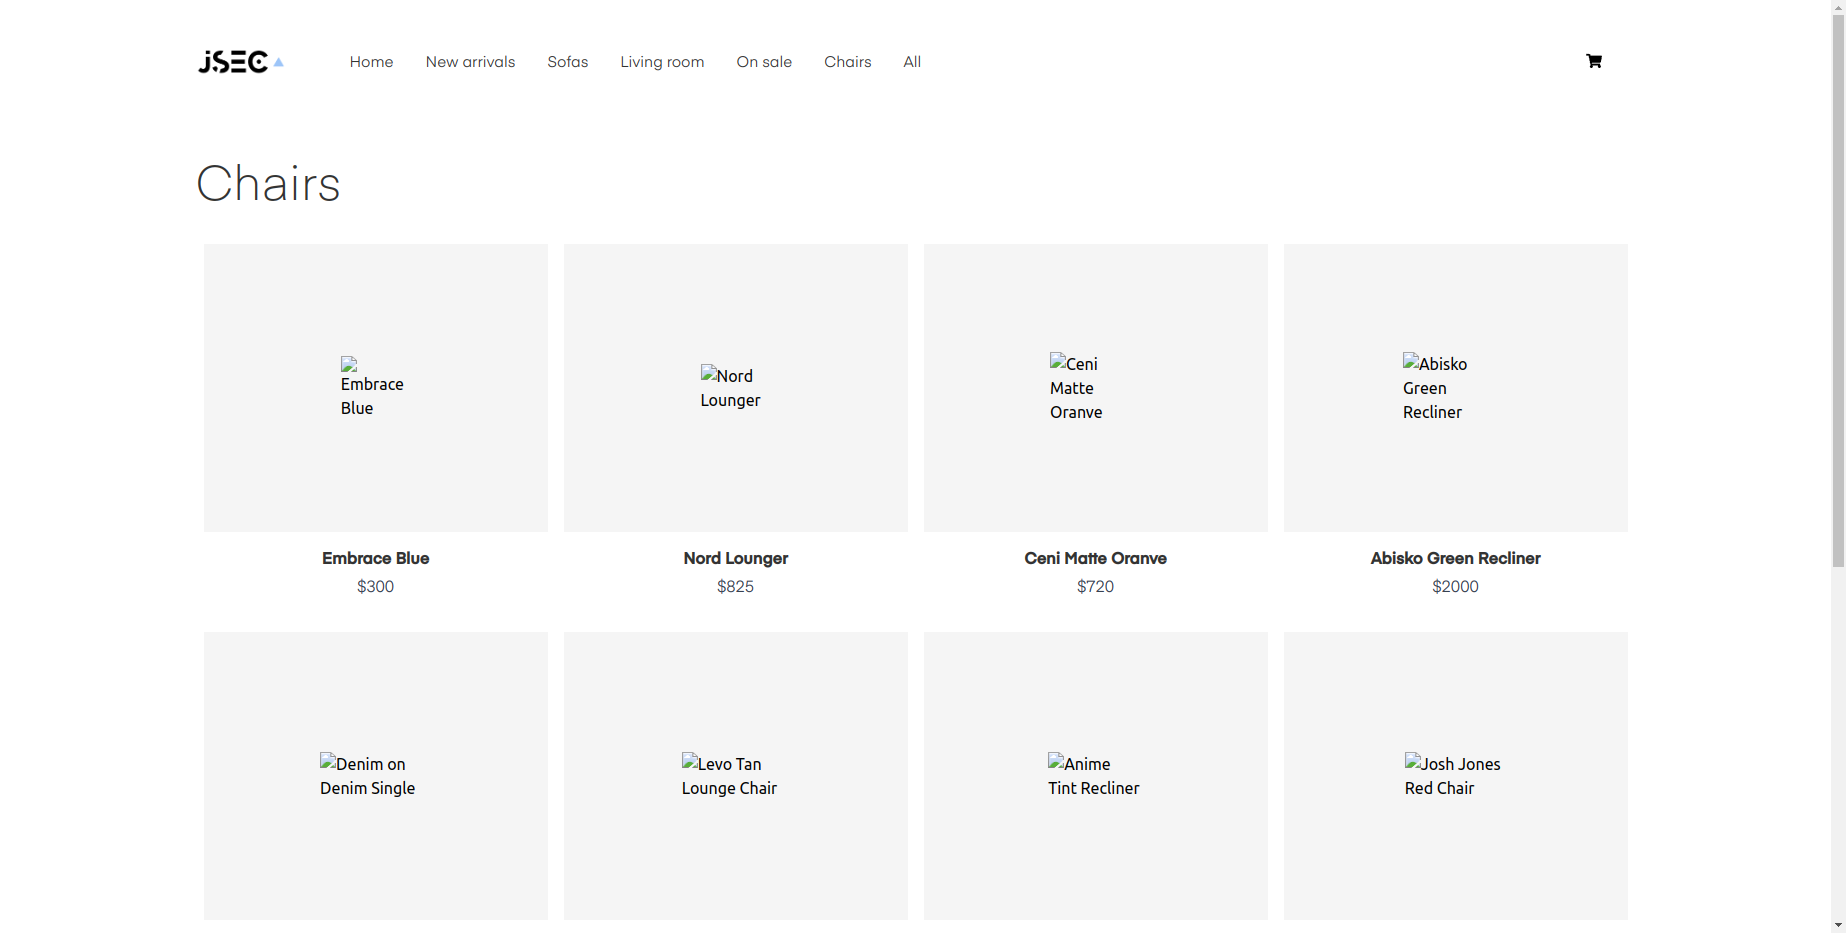 JSEC
Home New arrivals Sofas Living room On sale Chairs All
Chairs
Embrace
Blue
Nord
Lounger
Ceni
Matte
Oranve
Abisko
Green
Recliner
Embrace Blue
$300
Nord Lounger
$825
Ceni Matte Oranve
$720
Abisko Green Recliner
$2000
Denim on
Denim Single
Levo Tan
Lounge Chair
Anime
Tint Recliner
Josh Jones
Red Chair